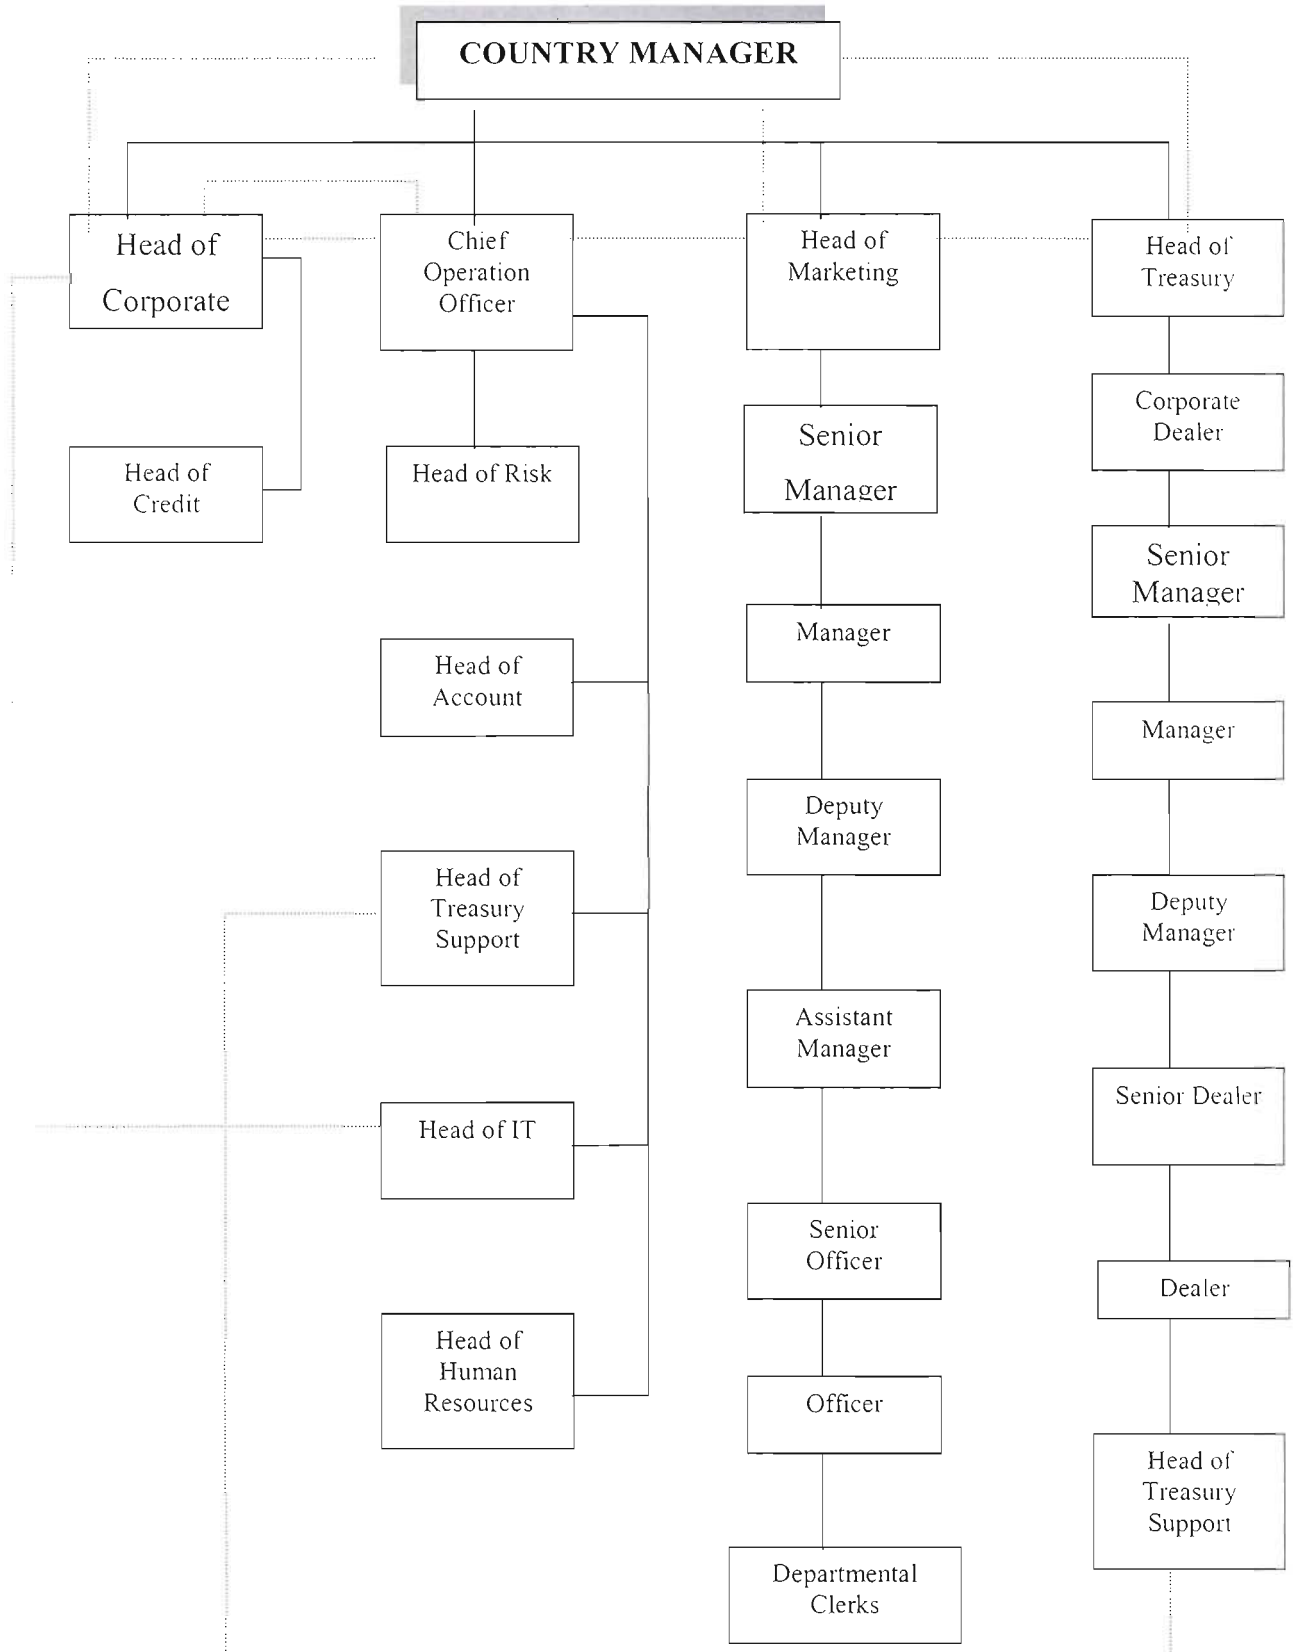 COUNTRY MANAGER
Head of
Corporate
Chief
Operation
Officer
Head of
Marketing
Head of
Treasury
Head of
Credit
Head of Risk
Senior
Manager
Corporate
Dealer
Senior
Manager
Head of
Account
Manager
Manager
Head of
Treasury
Support
Deputy
Manager
Deputy
Manager
Head of IT
Assistant
Manager
Senior Dealer
Head of
Human
Resources
Senior
Officer
Dealer
Officer
Head of
Treasury
Support
Departmental
Clerks